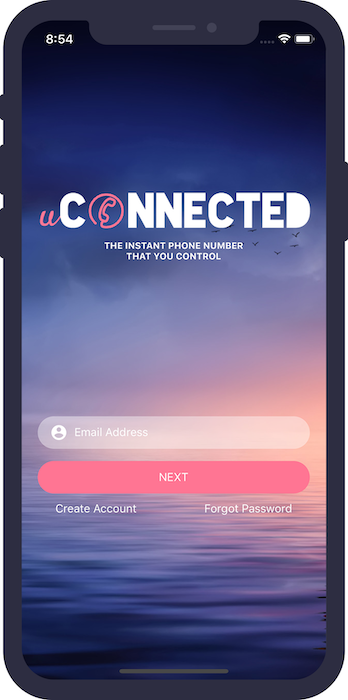 8:54
uCONNECTED
THE INSTANT PHONE NUMBER
THAT YOU CONTROL
Email Address
NEXT
Create Account
Forgot Password